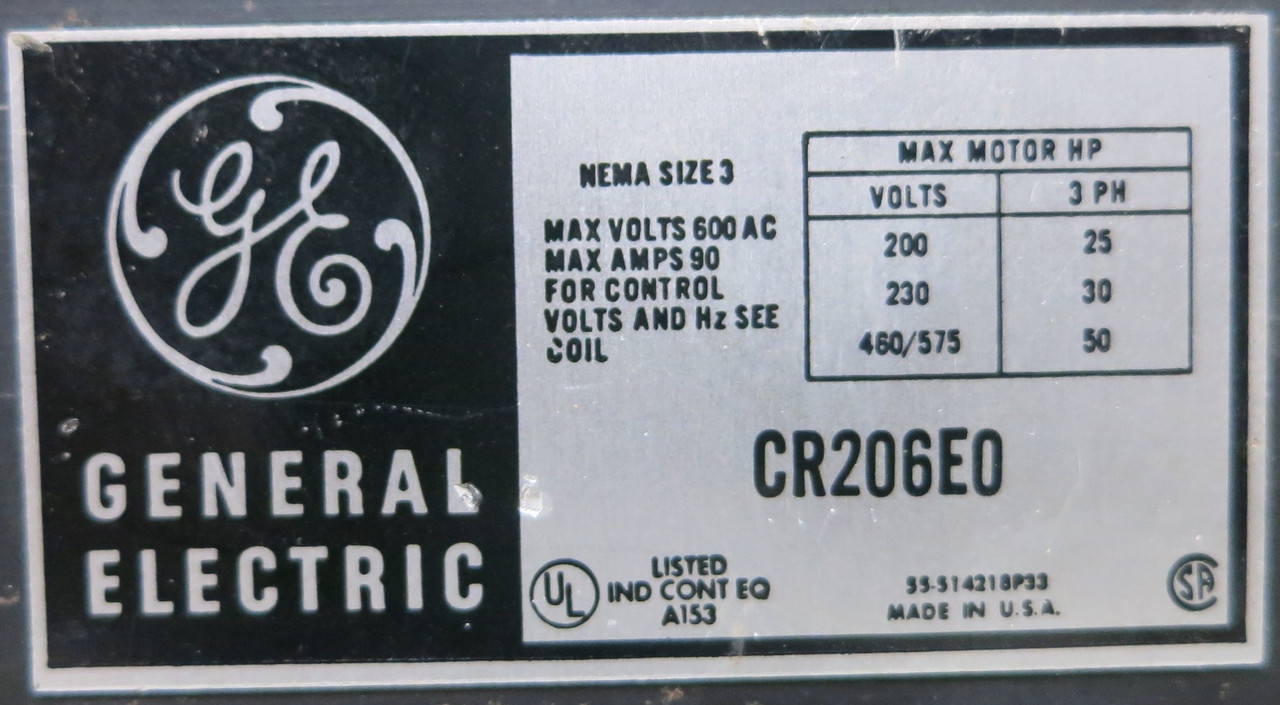 GE
GENERAL
ELECTRIC
NEMA SIZE 3
MAX VOLTS 600 AC
MAX AMPS 90
FOR CONTROL
VOLTS AND Hz SEE
COIL
MAX MOTOR HP
VOLTS 3 PH
200 25
230 30
460/575 50
CR206E0
UL
LISTED
IND CONT EQ
A153
55-514218P33
MADE IN U.S.A.
SA